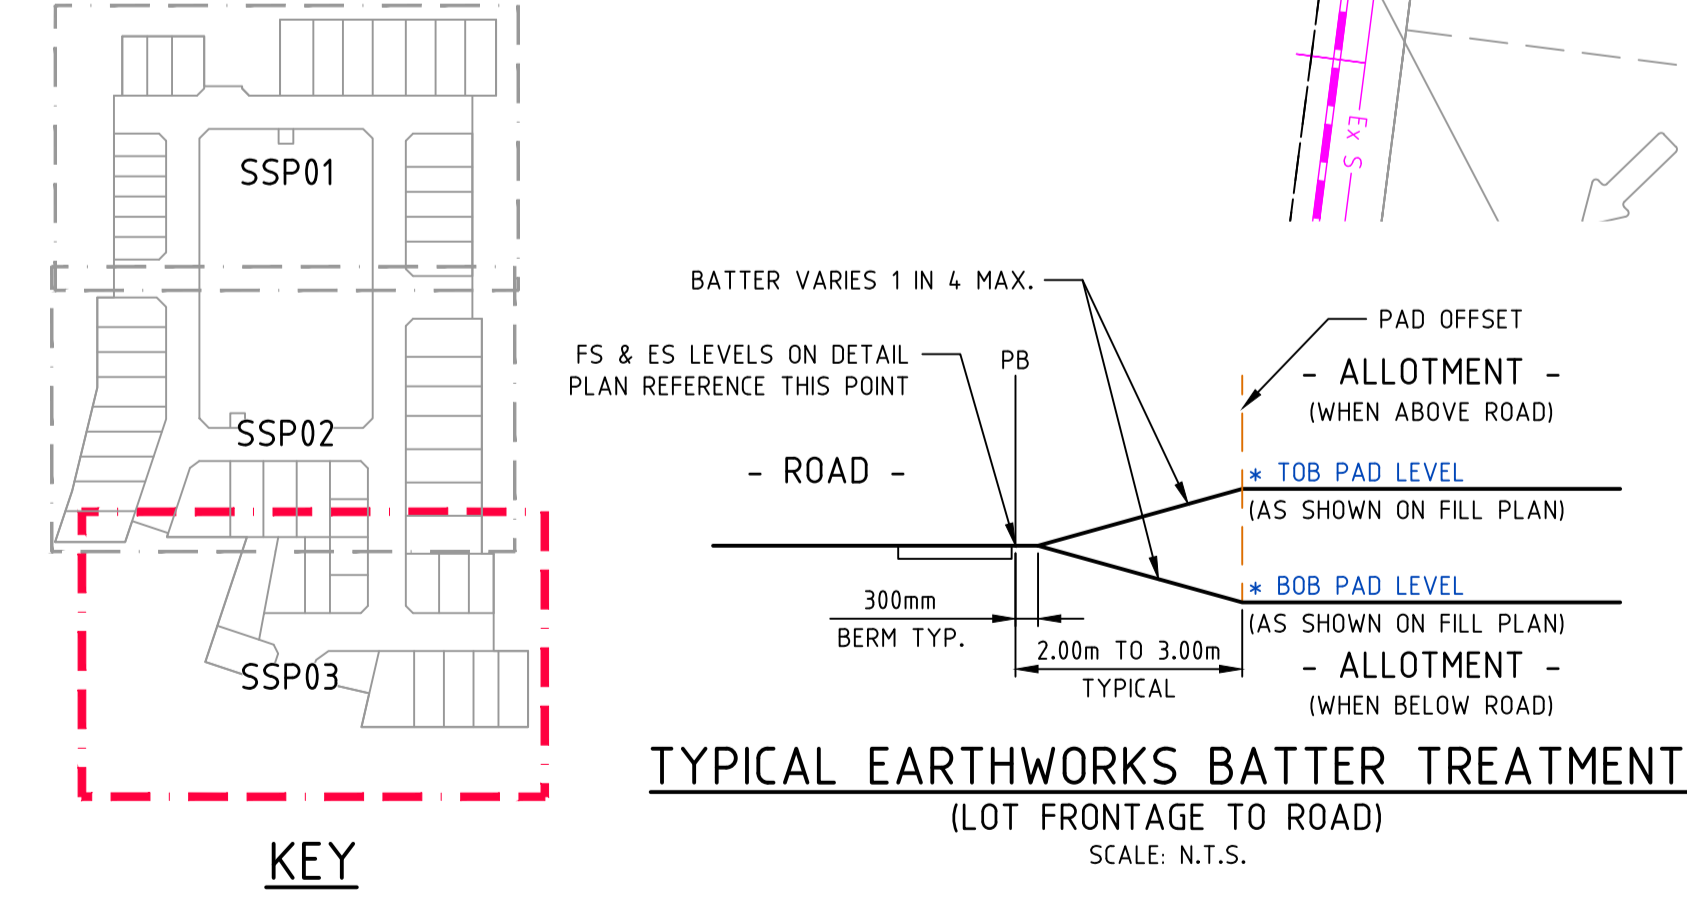 SSP01
SSP02
SSP03
KEY
Ex S
BATTER VARIES 1 IN 4 MAX.
PAD OFFSET
FS & ES LEVELS ON DETAIL
PLAN REFERENCE THIS POINT
PB
- ALLOTMENT -
(WHEN ABOVE ROAD)
- ROAD -
* TOB PAD LEVEL
(AS SHOWN ON FILL PLAN)
* BOB PAD LEVEL
(AS SHOWN ON FILL PLAN)
300mm
BERM TYP.
2.00m TO 3.00m
TYPICAL
- ALLOTMENT -
(WHEN BELOW ROAD)
TYPICAL EARTHWORKS BATTER TREATMENT
(LOT FRONTAGE TO ROAD)
SCALE: N.T.S.